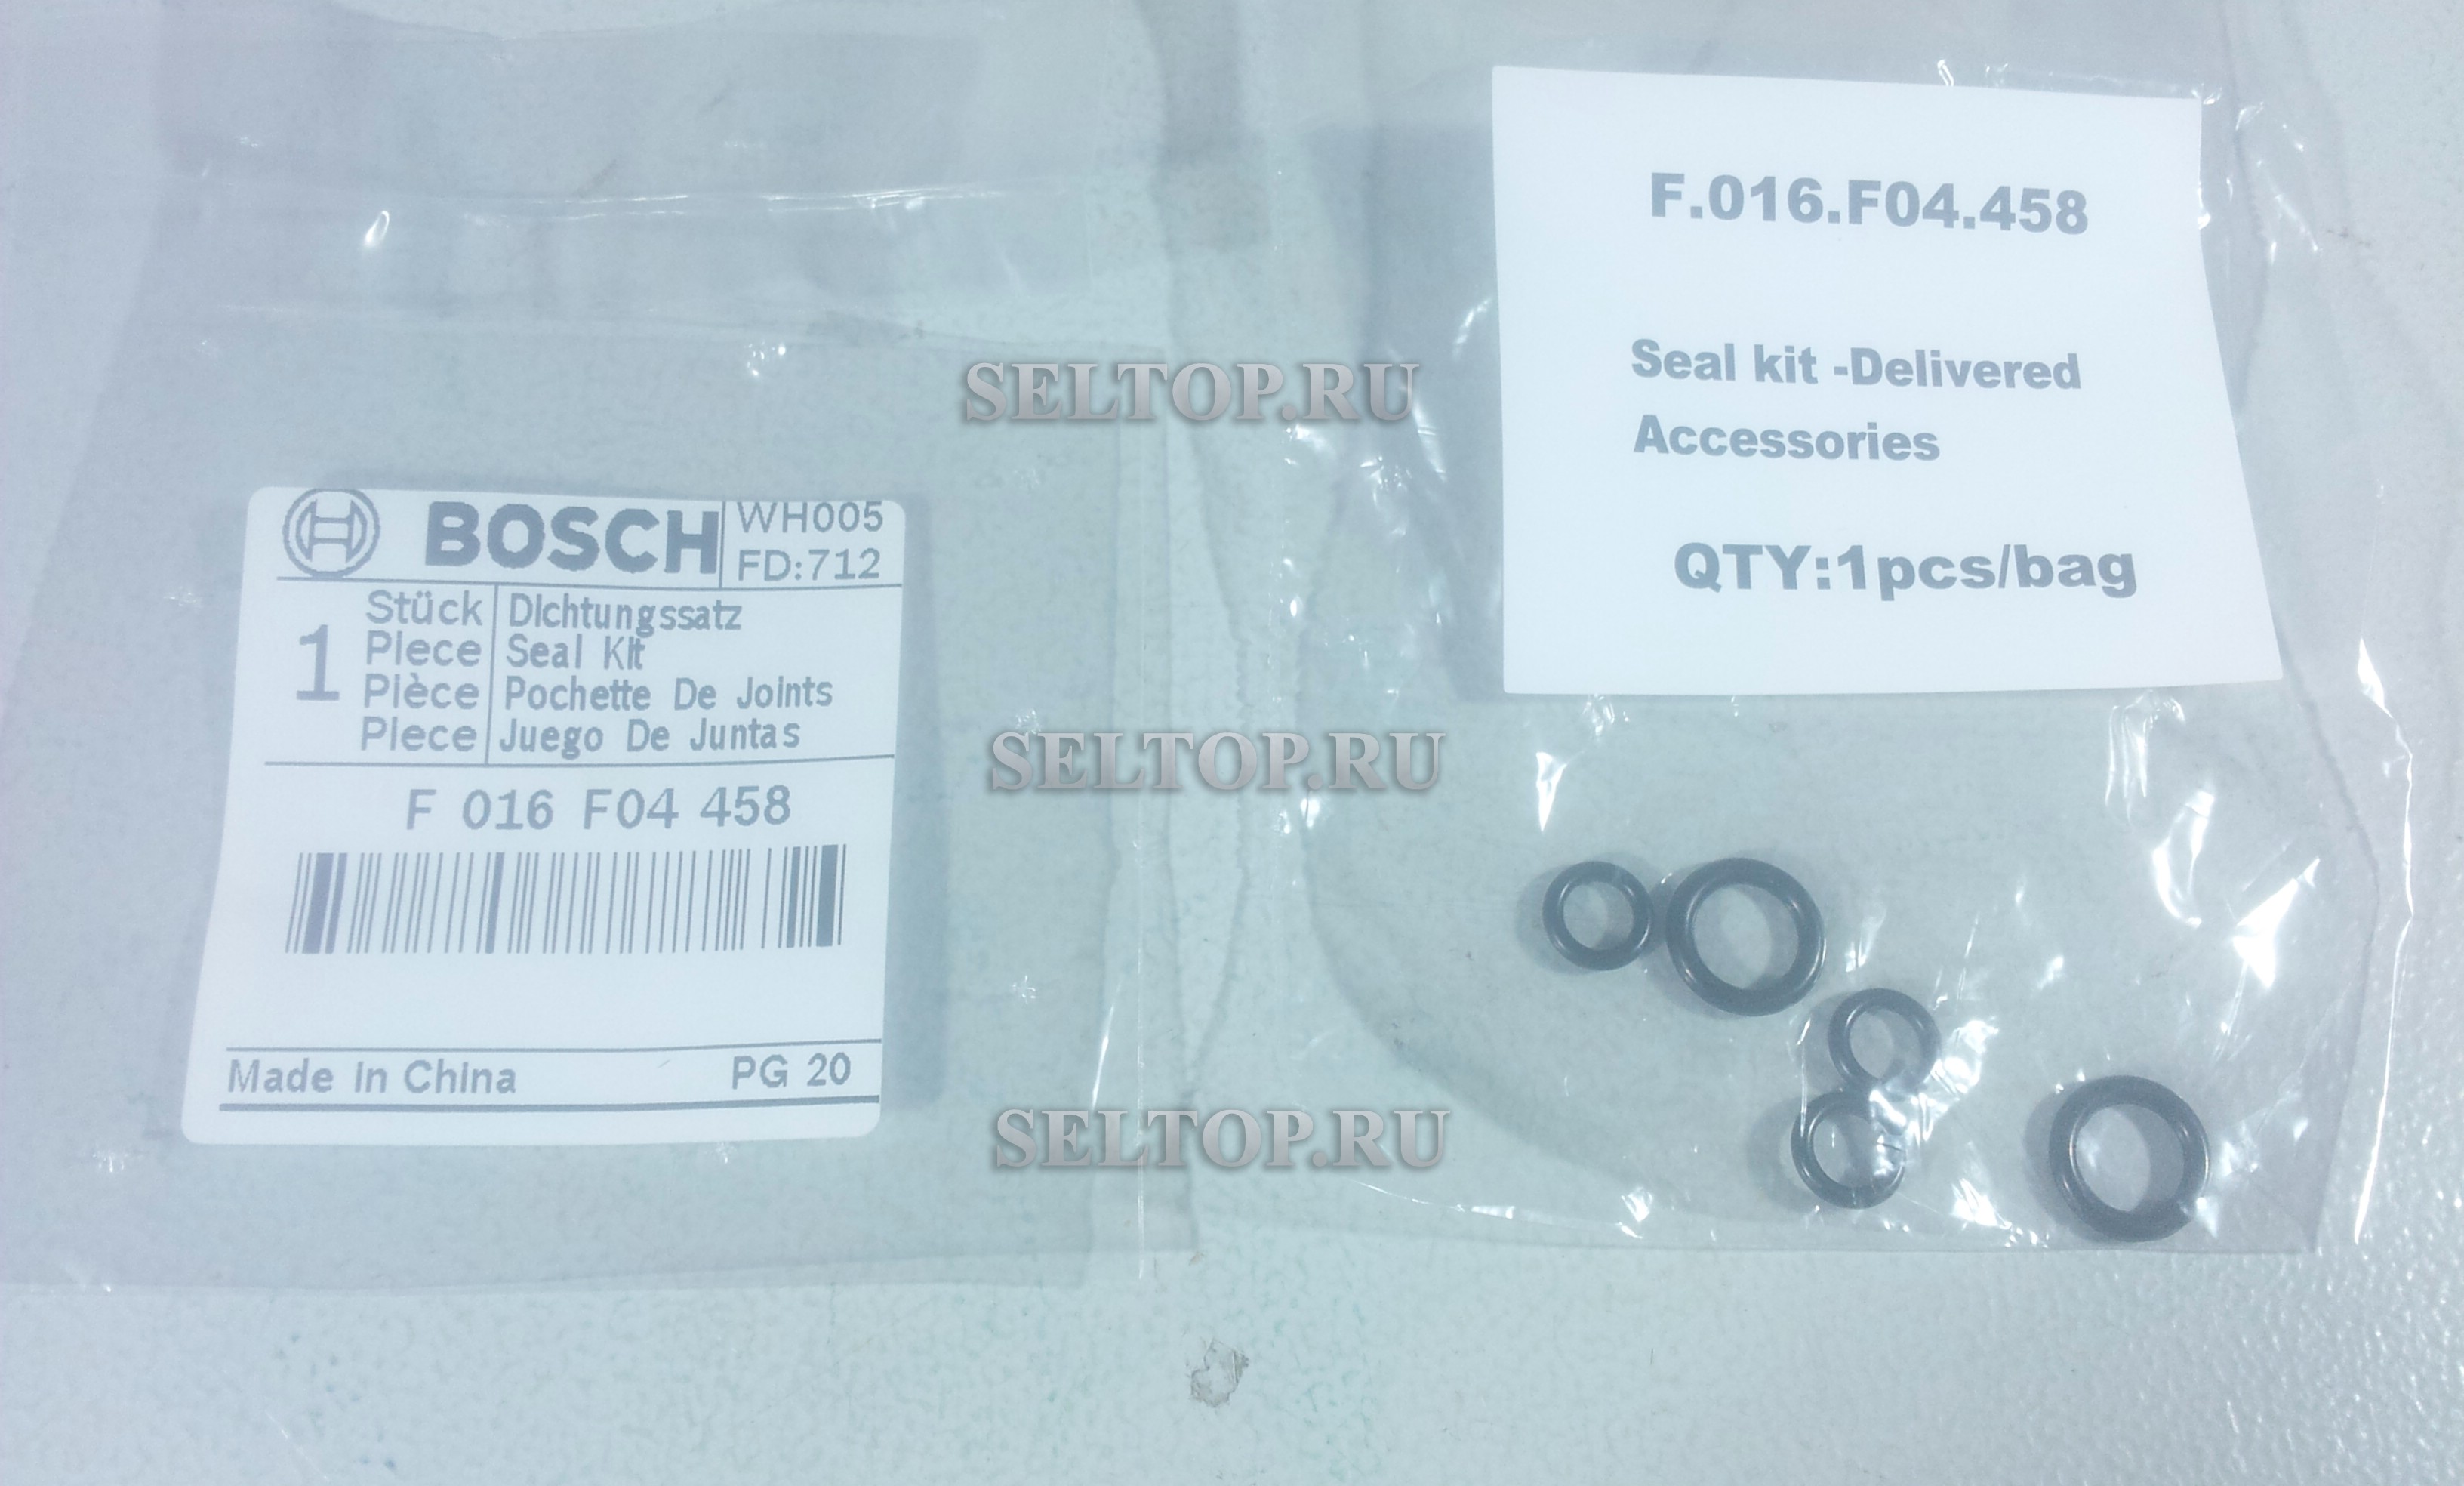 BOSCH
WH005
FD:712
1
Stück
Piece
Pièce
Piece
Dichtungssatz
Seal Kit
Pochette De Joints
Juego De Juntas
F 016 F04 458
Made in China
PG 20
F.016.F04.458
Seal kit -Delivered
Accessories
QTY:1pcs/bag
SELTOP.RU
SELTOP.RU
SELTOP.RU